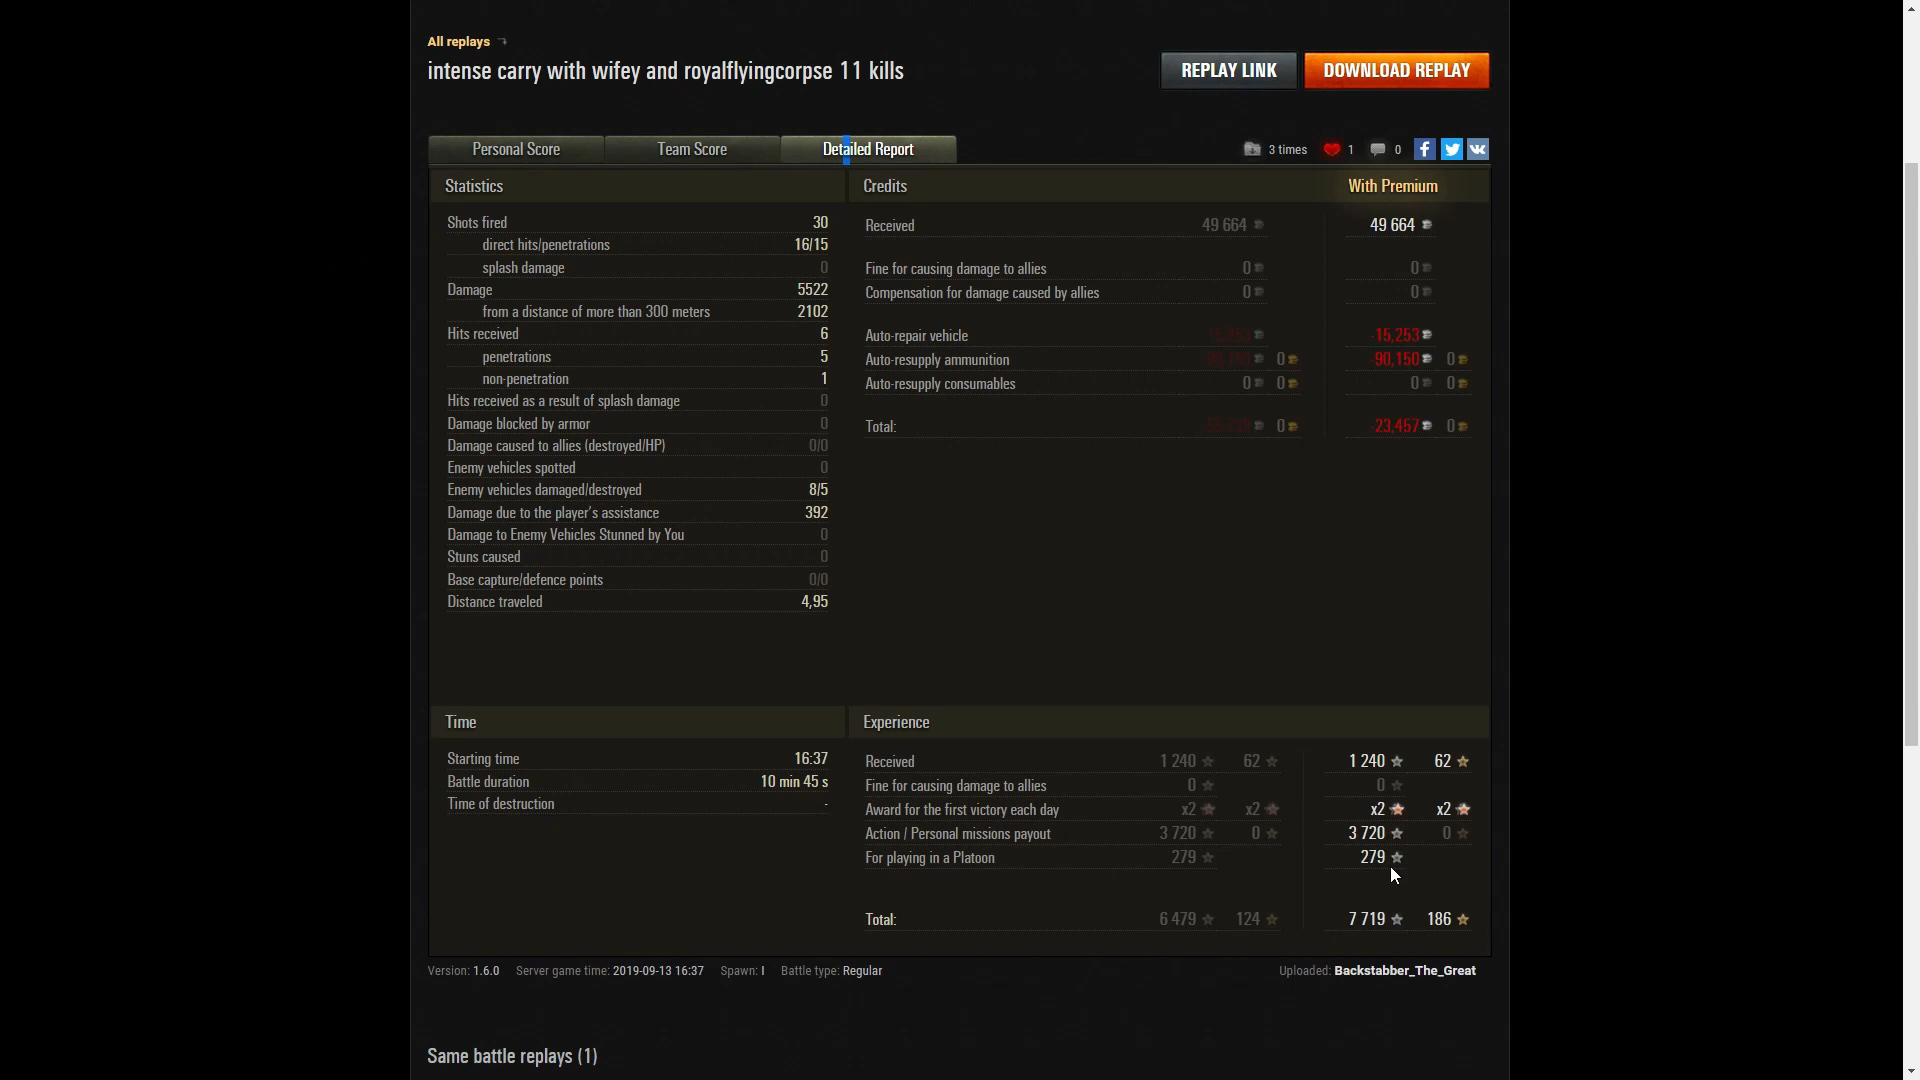 All replays
intense carry with wifey and royalflyingcorpse 11 kills
REPLAY LINK
DOWNLOAD REPLAY
Personal Score
Team Score
Detailed Report
3 times
1
0
Statistics
Shots fired 30
direct hits/penetrations 16/15
splash damage 0
Damage 5522
from a distance of more than 300 meters 2102
Hits received 6
penetrations 5
non-penetration 1
Hits received as a result of splash damage 0
Damage blocked by armor 0
Damage caused to allies (destroyed/HP) 0/0
Enemy vehicles spotted 0
Enemy vehicles damaged/destroyed 8/5
Damage due to the player's assistance 392
Damage to Enemy Vehicles Stunned by You 0
Stuns caused 0
Base capture/defence points 0/0
Distance traveled 4,95
Credits With Premium
Received 49 664 49 664
Fine for causing damage to allies 0 0
Compensation for damage caused by allies 0 0
Auto-repair vehicle -15,253 -15,253
Auto-resupply ammunition -90,150 0 -90,150 0
Auto-resupply consumables 0 0 0 0
Total: 0 -23,457 0
Time
Starting time 16:37
Battle duration 10 min 45 s
Time of destruction -
Experience
Received 1 240 62 1 240 62
Fine for causing damage to allies 0 0
Award for the first victory each day x2 x2 x2 x2
Action / Personal missions payout 3 720 0 3 720 0
For playing in a Platoon 279 279
Total: 6 479 124 7 719 186
Version: 1.6.0 Server game time: 2019-09-13 16:37 Spawn: I Battle type: Regular
Uploaded: Backstabber_The_Great
Same battle replays (1)